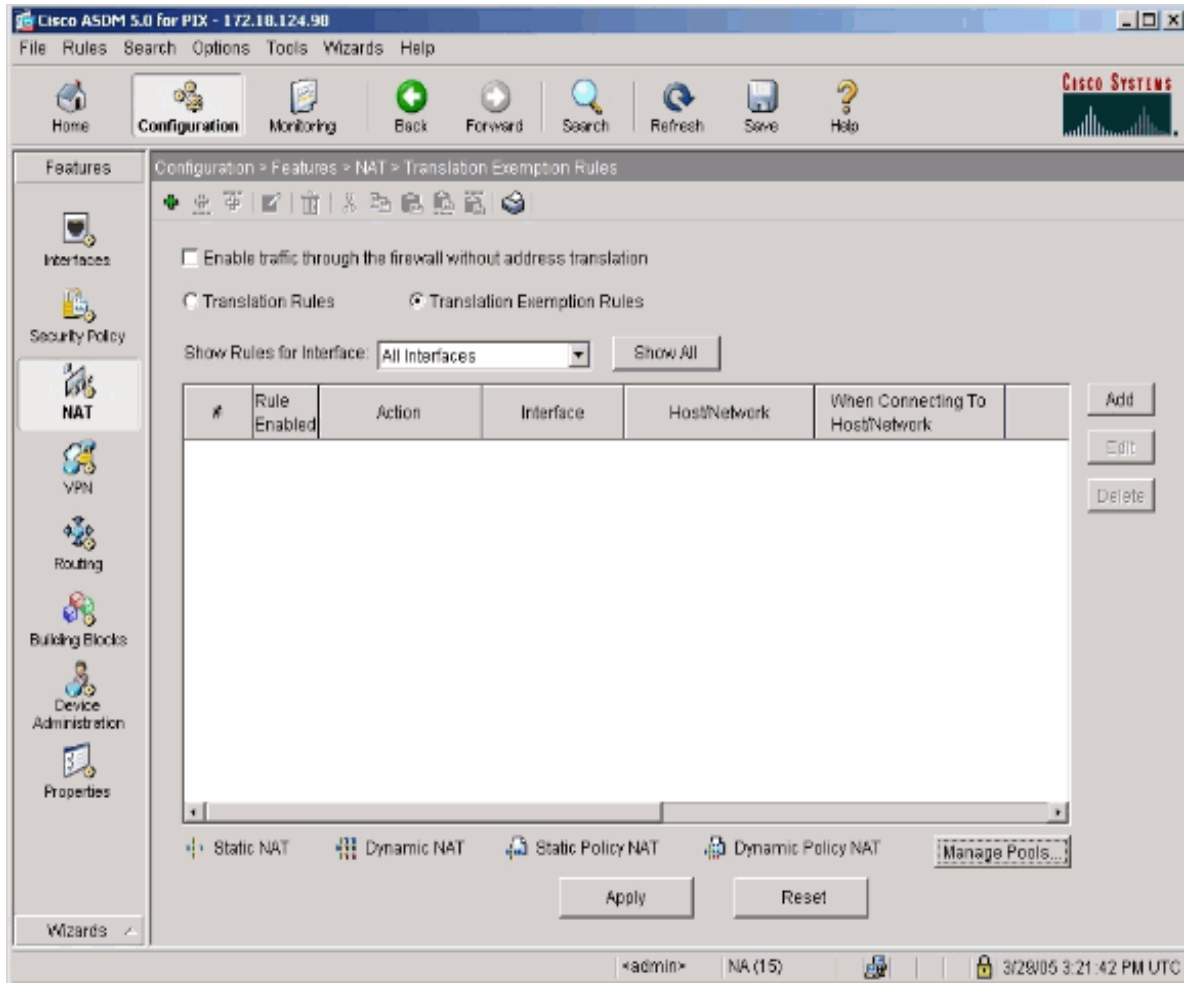 Cisco ASDM 5.0 for PIX - 172.18.124.98
File Rules Search Options Tools Wizards Help
Home Configuration Monitoring Back Forward Search Refresh Save Help
CISCO SYSTEMS
Features
Configuration > Features > NAT > Translation Exemption Rules
Interfaces
Security Policy
NAT
VPN
Routing
Building Blocks
Device Administration
Properties
Wizards
Enable traffic through the firewall without address translation
Translation Rules Translation Exemption Rules
Show Rules for Interface: All Interfaces Show All
# Rule Enabled Action Interface Host/Network When Connecting To Host/Network
Add
Edit
Delete
Static NAT Dynamic NAT Static Policy NAT Dynamic Policy NAT Manage Pools...
Apply Reset
<admin> NA (15) 3/29/05 3:21:42 PM UTC